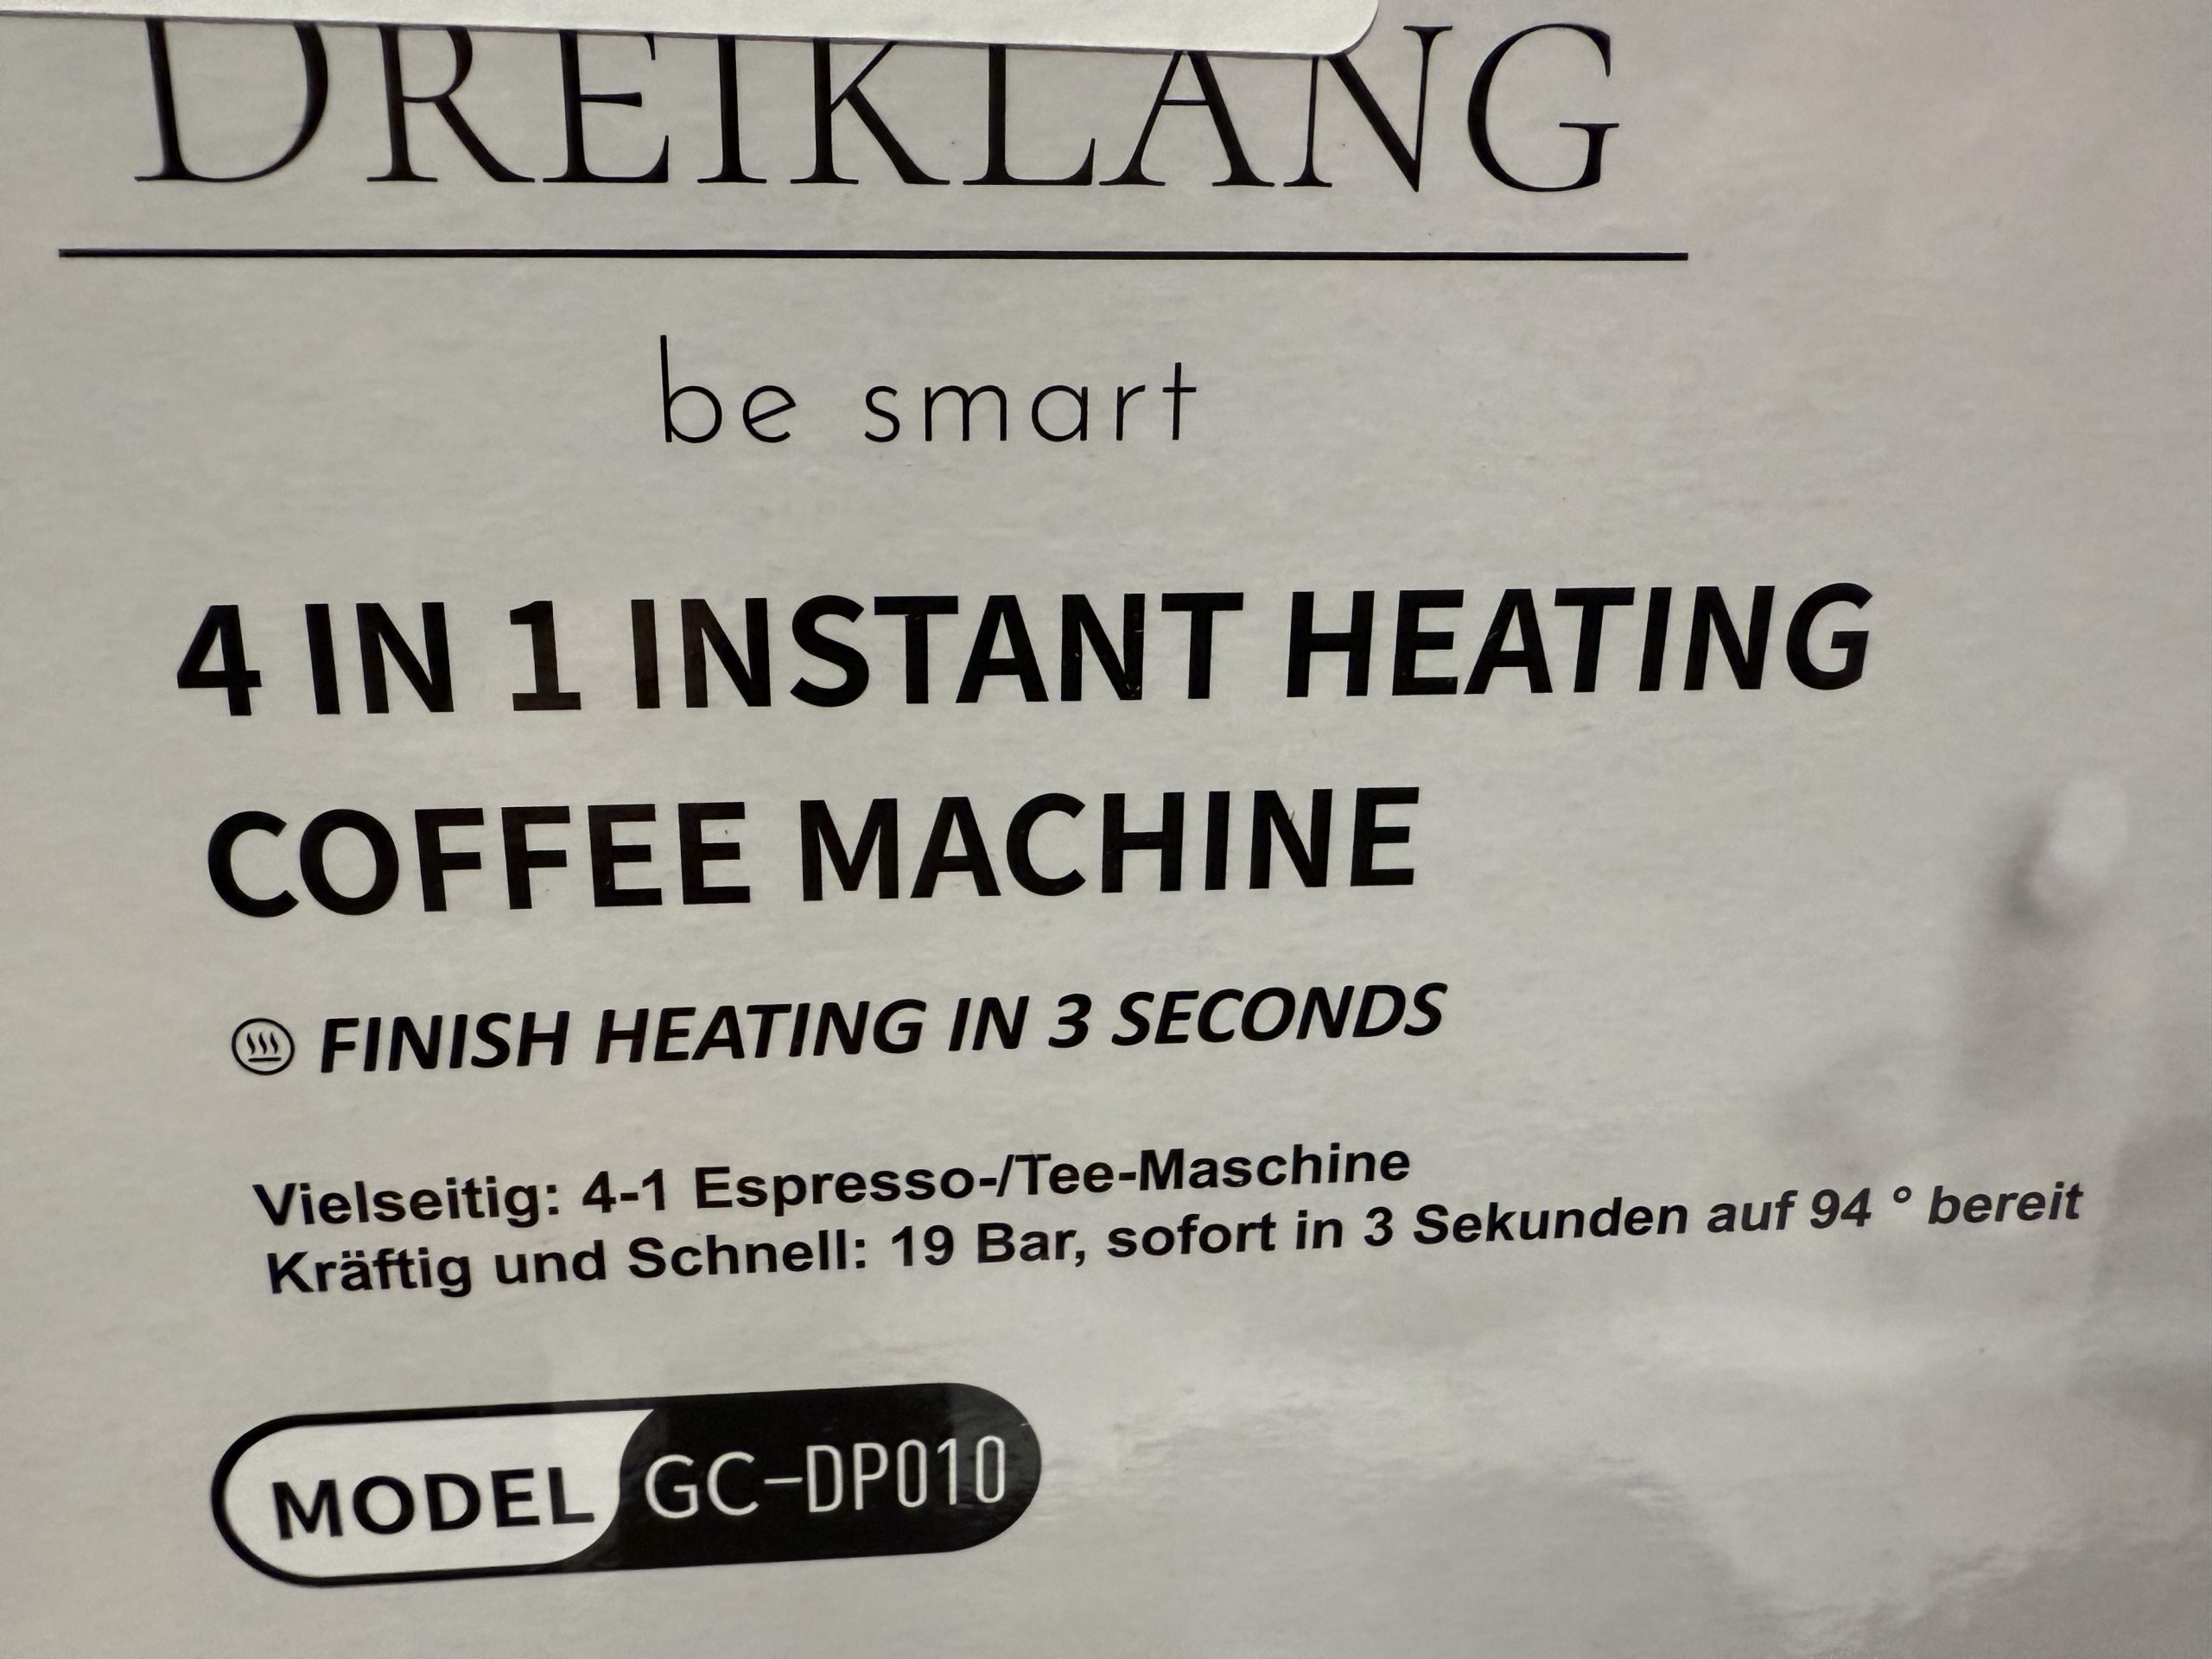 DREIKLANG
be smart
4 IN 1 INSTANT HEATING
COFFEE MACHINE
FINISH HEATING IN 3 SECONDS
Vielseitig: 4-1 Espresso-/Tee-Maschine
Kräftig und Schnell: 19 Bar, sofort in 3 Sekunden auf 94 ° bereit
MODEL GC-DP010